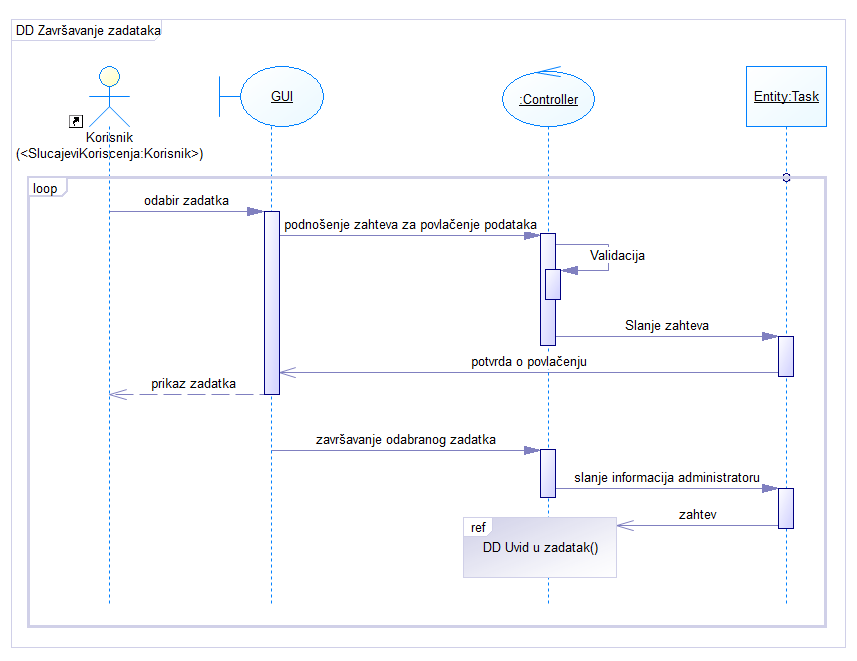 DD Završavanje zadataka
GUI
:Controller
Entity:Task
Korisnik
(<SlucajeviKoriscenja:Korisnik>)
loop
odabir zadatka
podnošenje zahteva za povlačenje podataka
Validacija
Slanje zahteva
potvrda o povlačenju
prikaz zadatka
završavanje odabranog zadatka
slanje informacija administratoru
zahtev
ref
DD Uvid u zadatak()